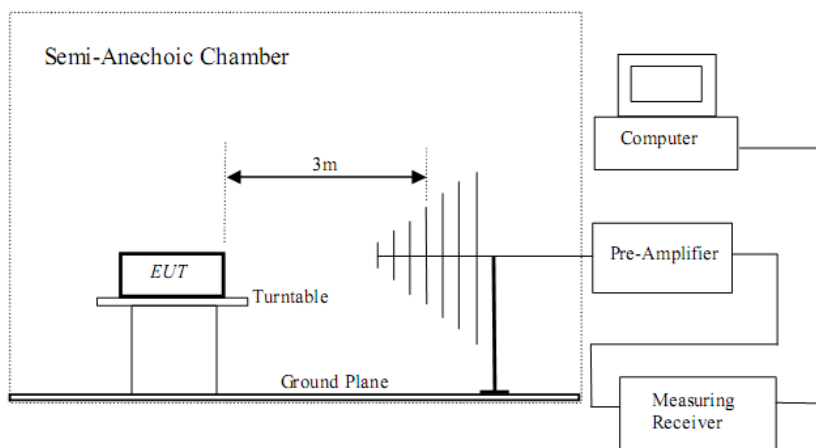 Semi-Anechoic Chamber
3m
EUT
Turntable
Ground Plane
Computer
Pre-Amplifier
Measuring
Receiver